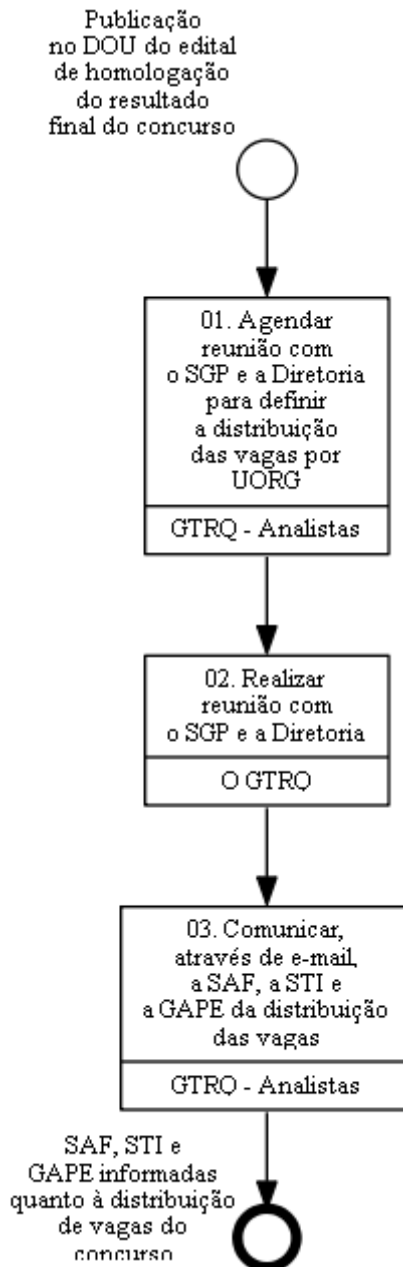 Publicação
no DOU do edital
de homologação
do resultado
final do concurso
01. Agendar
reunião com
o SGP e a Diretoria
para definir
a distribuição
das vagas por
UORG
GTRQ - Analistas
02. Realizar
reunião com
o SGP e a Diretoria
O GTRQ
03. Comunicar,
através de e-mail,
a SAF, a STI e
a GAPE da distribuição
das vagas
GTRQ - Analistas
SAF, STI e
GAPE informadas
quanto à distribuição
de vagas do
concurso